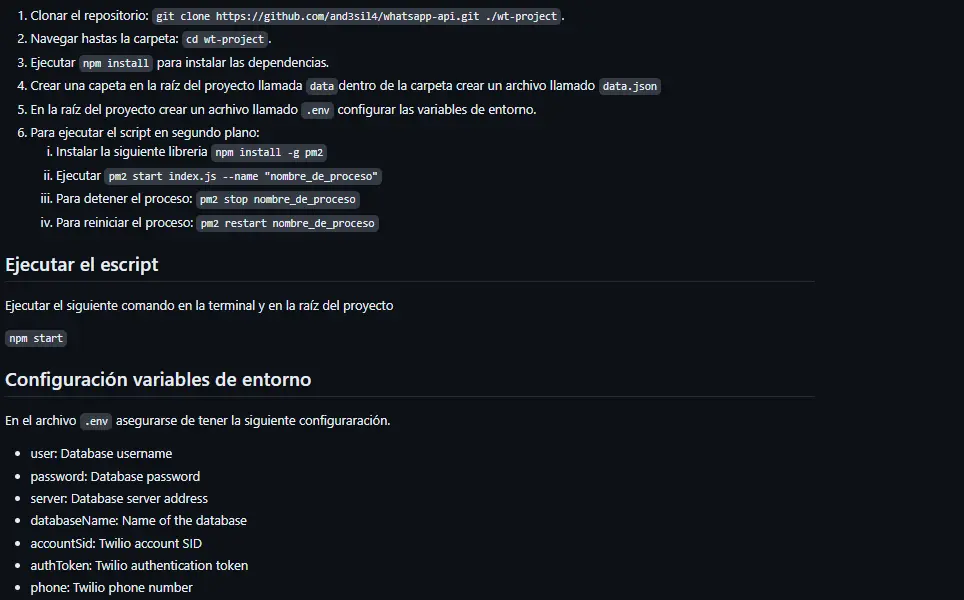 1. Clonar el repositorio: git clone https://github.com/and3sil4/whatsapp-api.git ./wt-project.
2. Navegar hastas la carpeta: cd wt-project.
3. Ejecutar npm install para instalar las dependencias.
4. Crear una capeta en la raíz del proyecto llamada data dentro de la carpeta crear un archivo llamado data.json
5. En la raíz del proyecto crear un acrhivo llamado .env configurar las variables de entorno.
6. Para ejecutar el script en segundo plano:
i. Instalar la siguiente libreria npm install -g pm2
ii. Ejecutar pm2 start index.js --name "nombre_de_proceso"
iii. Para detener el proceso: pm2 stop nombre_de_proceso
iv. Para reiniciar el proceso: pm2 restart nombre_de_proceso
Ejecutar el escript
Ejecutar el siguiente comando en la terminal y en la raíz del proyecto
npm start
Configuración variables de entorno
En el archivo .env asegurarse de tener la siguiente configuraración.
• user: Database username
• password: Database password
• server: Database server address
• databaseName: Name of the database
• accountSid: Twilio account SID
• authToken: Twilio authentication token
• phone: Twilio phone number